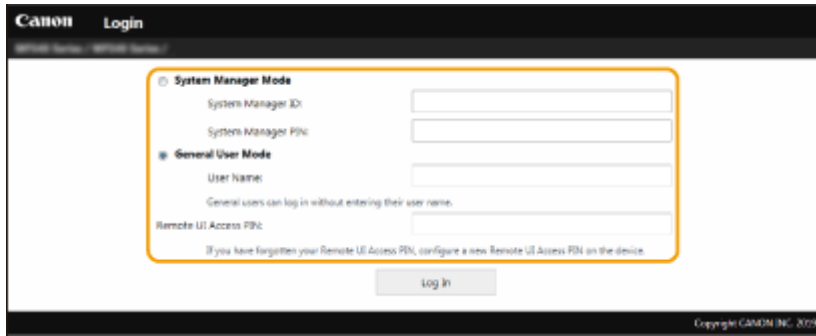 Canon Login
System Manager Mode
System Manager ID:
System Manager PIN:
General User Mode
User Name:
General users can log in without entering their user name.
Remote UI Access PIN:
If you have forgotten your Remote UI Access PIN, configure a new Remote UI Access PIN on the device.
Log In
Copyright CANON INC. 2019